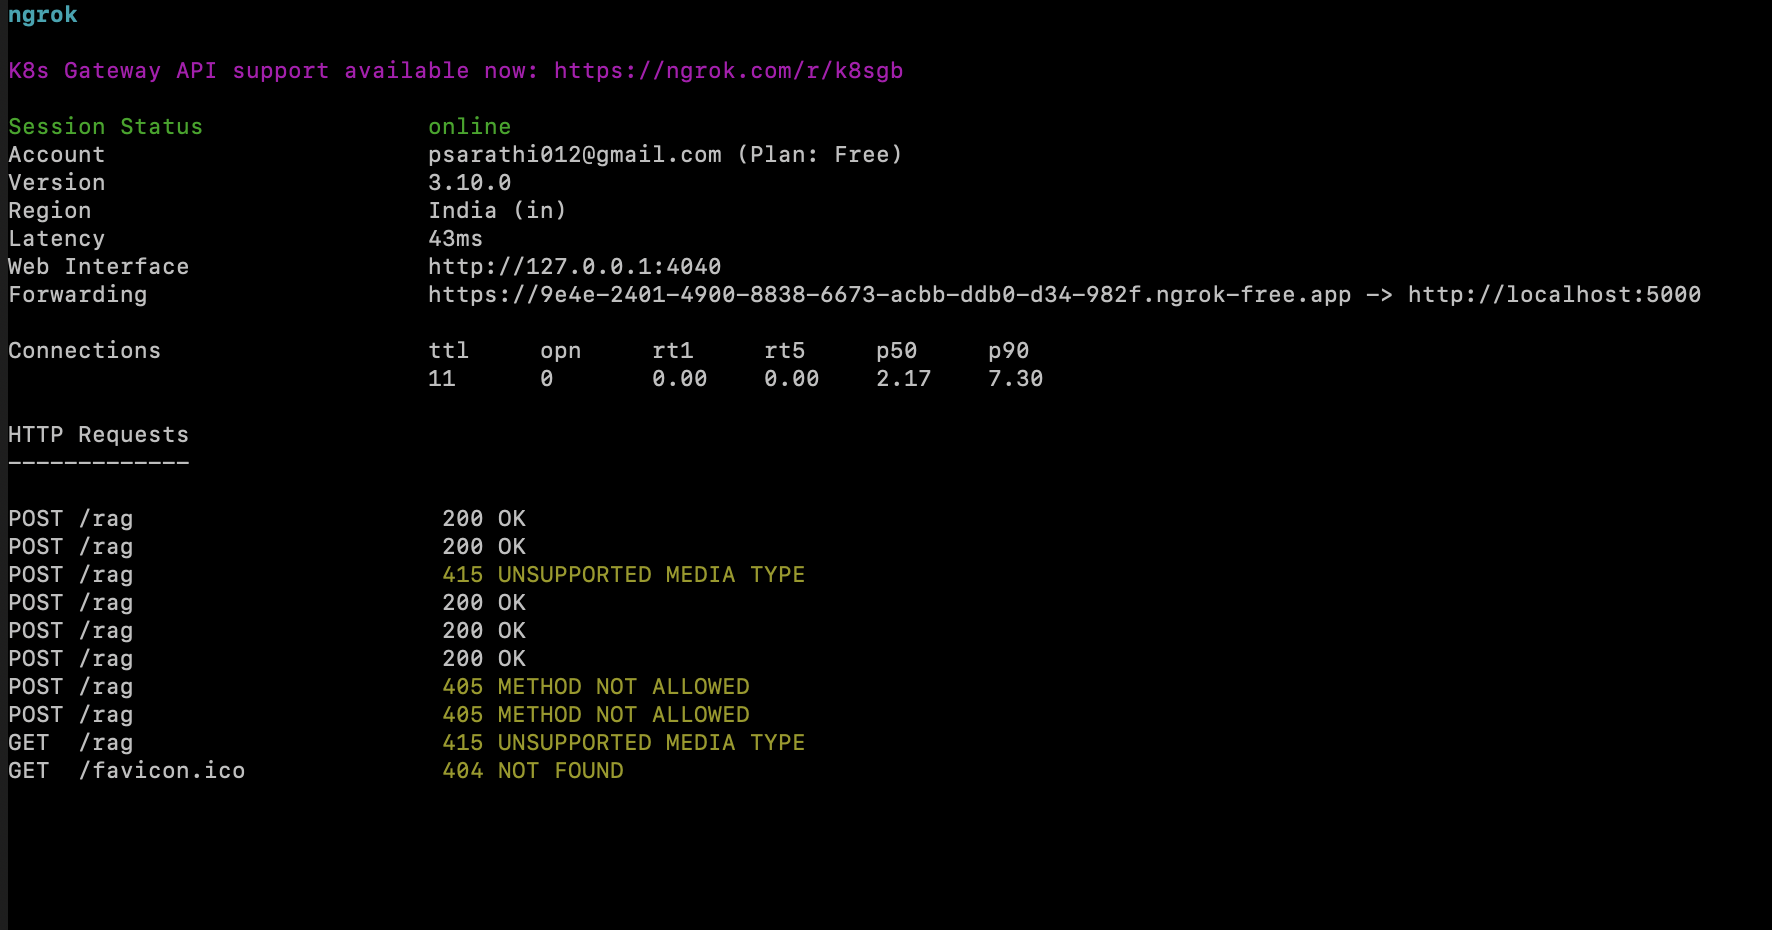 ngrok
K8s Gateway API support available now: https://ngrok.com/r/k8sgb
Session Status online
Account psarathi012@gmail.com (Plan: Free)
Version 3.10.0
Region India (in)
Latency 43ms
Web Interface http://127.0.0.1:4040
Forwarding https://9e4e-2401-4900-8838-6673-acbb-ddb0-d34-982f.ngrok-free.app -> http://localhost:5000
Connections ttl opn rt1 rt5 p50 p90
11 0 0.00 0.00 2.17 7.30
HTTP Requests
-------------
POST /rag 200 OK
POST /rag 200 OK
POST /rag 415 UNSUPPORTED MEDIA TYPE
POST /rag 200 OK
POST /rag 200 OK
POST /rag 200 OK
POST /rag 405 METHOD NOT ALLOWED
POST /rag 405 METHOD NOT ALLOWED
GET /rag 415 UNSUPPORTED MEDIA TYPE
GET /favicon.ico 404 NOT FOUND